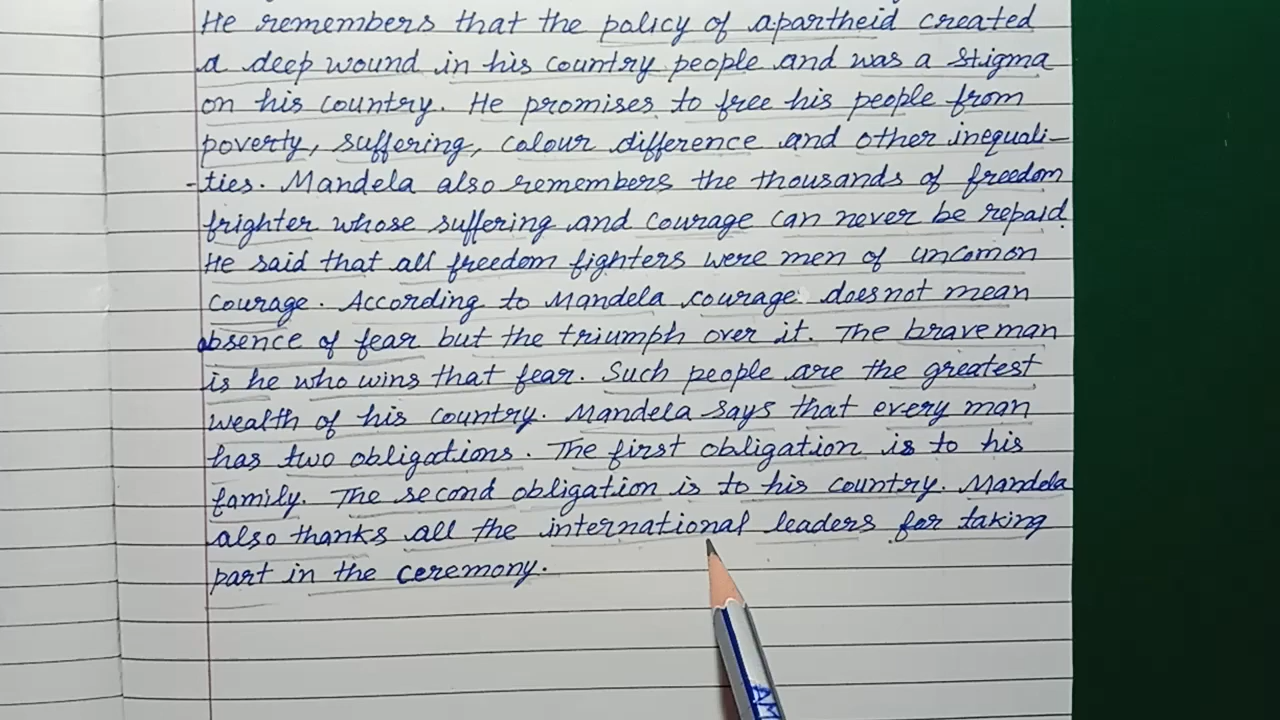 He remembers that the policy of apartheid created
a deep wound in his country people and was a stigma
on his country. He promises to free his people from
poverty, suffering, colour difference and other inequali-
-ties. Mandela also remembers the thousands of freedom
frighter whose suffering and courage can never be repaid.
He said that all freedom fighters were men of uncomon
courage. According to Mandela courage does not mean
absence of fear but the triumph over it. The brave man
is he who wins that fear. Such people are the greatest
wealth of his country. Mandela says that every man
has two obligations. The first obligation is to his
family. The second obligation is to his country. Mandela
also thanks all the international leaders for taking
part in the ceremony.
AM